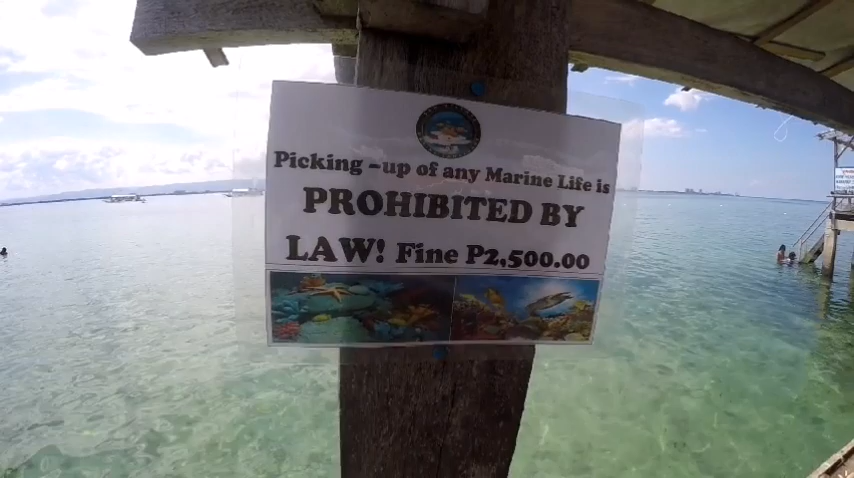 Picking -up of any Marine Life is
PROHIBITED BY
LAW! Fine P2,500.00